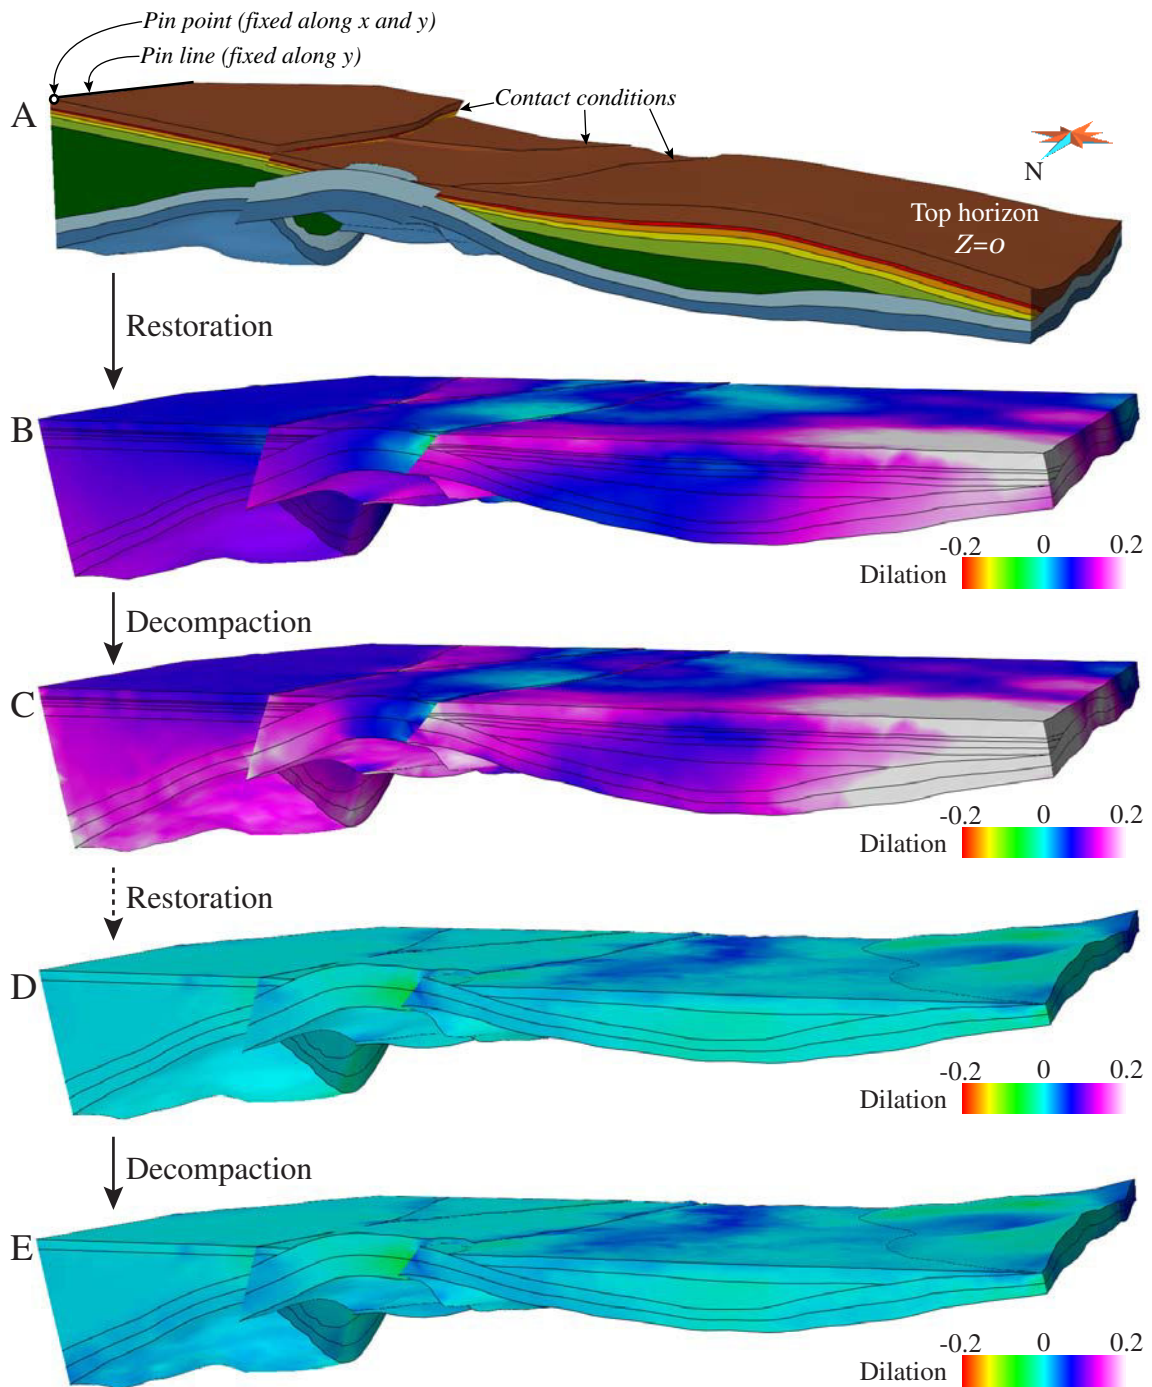 Pin point (fixed along x and y)
Pin line (fixed along y)
A
Contact conditions
N
Top horizon
Z=0
Restoration
B
-0.2 0 0.2
Dilation
Decompaction
C
-0.2 0 0.2
Dilation
Restoration
D
-0.2 0 0.2
Dilation
Decompaction
E
-0.2 0 0.2
Dilation